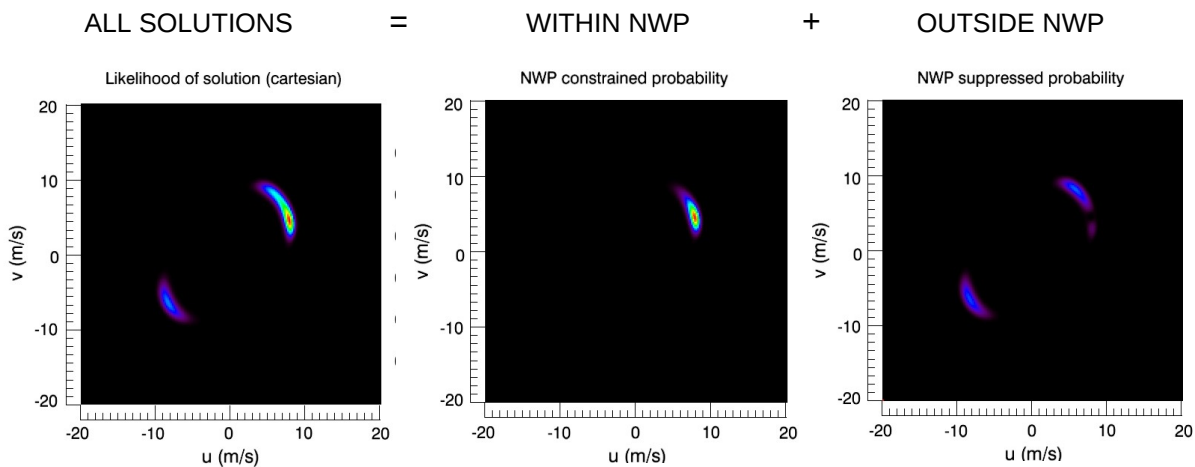 ALL SOLUTIONS = WITHIN NWP + OUTSIDE NWP
Likelihood of solution (cartesian)
20
10
0
-10
-20
v (m/s)
-20 -10 0 10 20
u (m/s)
NWP constrained probability
20
10
0
-10
-20
v (m/s)
-20 -10 0 10 20
u (m/s)
NWP suppressed probability
20
10
0
-10
-20
v (m/s)
-20 -10 0 10 20
u (m/s)